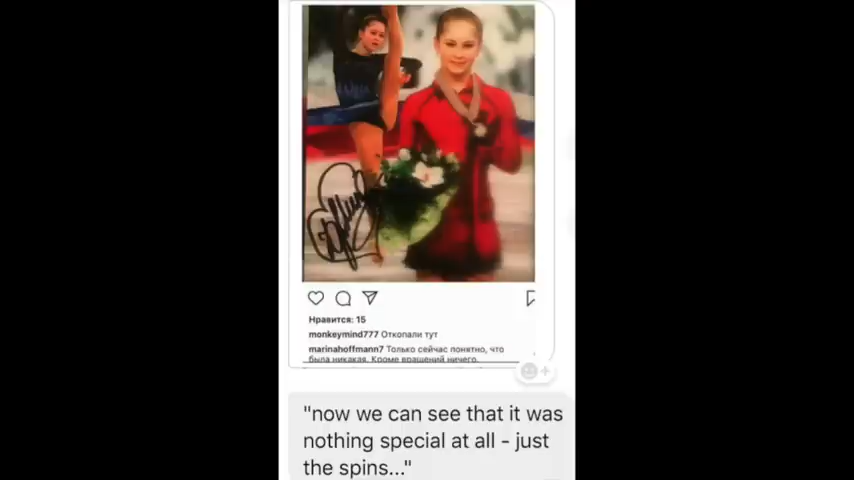 Нравится: 15
monkeymind777 Откопали тут
marinahoffmann7 Только сейчас понятно, что
была никакая. Кроме вращений ничего.
"now we can see that it was
nothing special at all - just
the spins..."